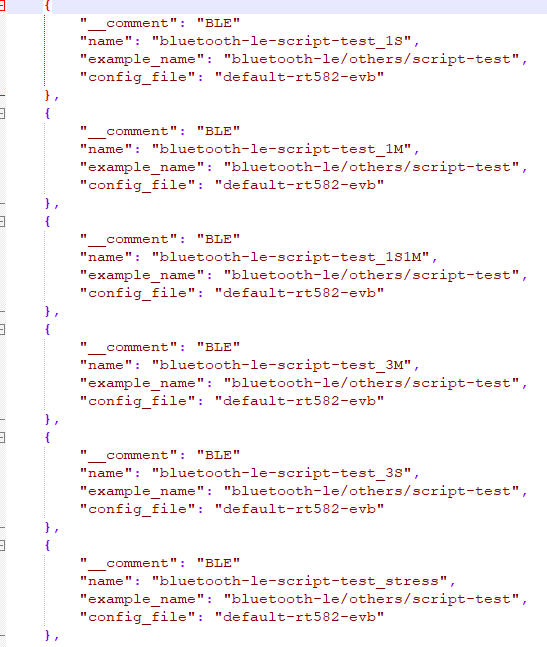 {
"__comment": "BLE"
"name": "bluetooth-le-script-test_1S",
"example_name": "bluetooth-le/others/script-test",
"config_file": "default-rt582-evb"
},
{
"__comment": "BLE"
"name": "bluetooth-le-script-test_1M",
"example_name": "bluetooth-le/others/script-test",
"config_file": "default-rt582-evb"
},
{
"__comment": "BLE"
"name": "bluetooth-le-script-test_1S1M",
"example_name": "bluetooth-le/others/script-test",
"config_file": "default-rt582-evb"
},
{
"__comment": "BLE"
"name": "bluetooth-le-script-test_3M",
"example_name": "bluetooth-le/others/script-test",
"config_file": "default-rt582-evb"
},
{
"__comment": "BLE"
"name": "bluetooth-le-script-test_3S",
"example_name": "bluetooth-le/others/script-test",
"config_file": "default-rt582-evb"
},
{
"__comment": "BLE"
"name": "bluetooth-le-script-test_stress",
"example_name": "bluetooth-le/others/script-test",
"config_file": "default-rt582-evb"
},